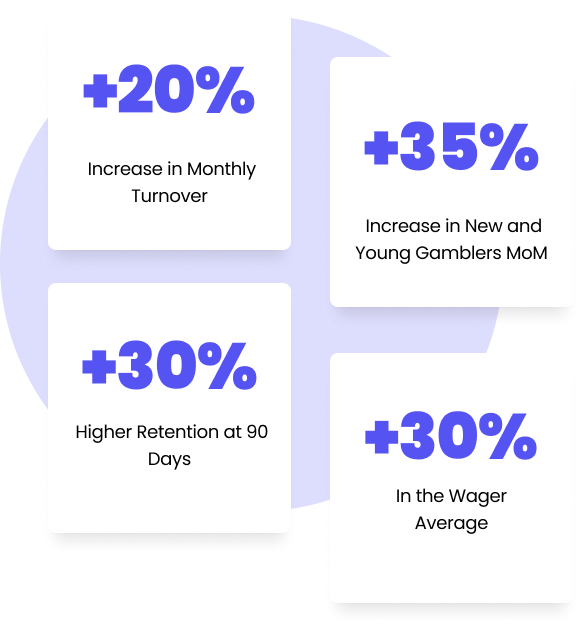 +20%
Increase in Monthly
Turnover
+35%
Increase in New and
Young Gamblers MoM
+30%
Higher Retention at 90
Days
+30%
In the Wager
Average